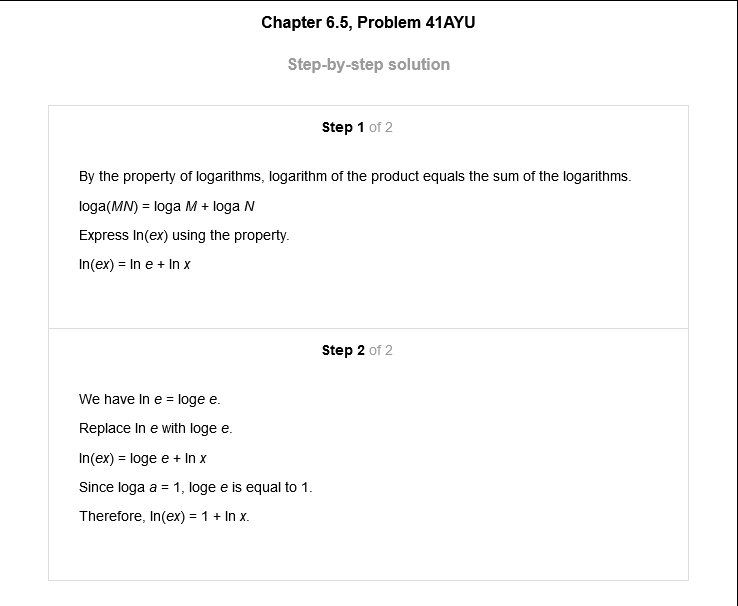 Chapter 6.5, Problem 41AYU
Step-by-step solution
Step 1 of 2
By the property of logarithms, logarithm of the product equals the sum of the logarithms.
loga(MN) = loga M + loga N
Express ln(ex) using the property.
ln(ex) = ln e + ln x
Step 2 of 2
We have ln e = loge e.
Replace ln e with loge e.
ln(ex) = loge e + ln x
Since loga a = 1, loge e is equal to 1.
Therefore, ln(ex) = 1 + ln x.